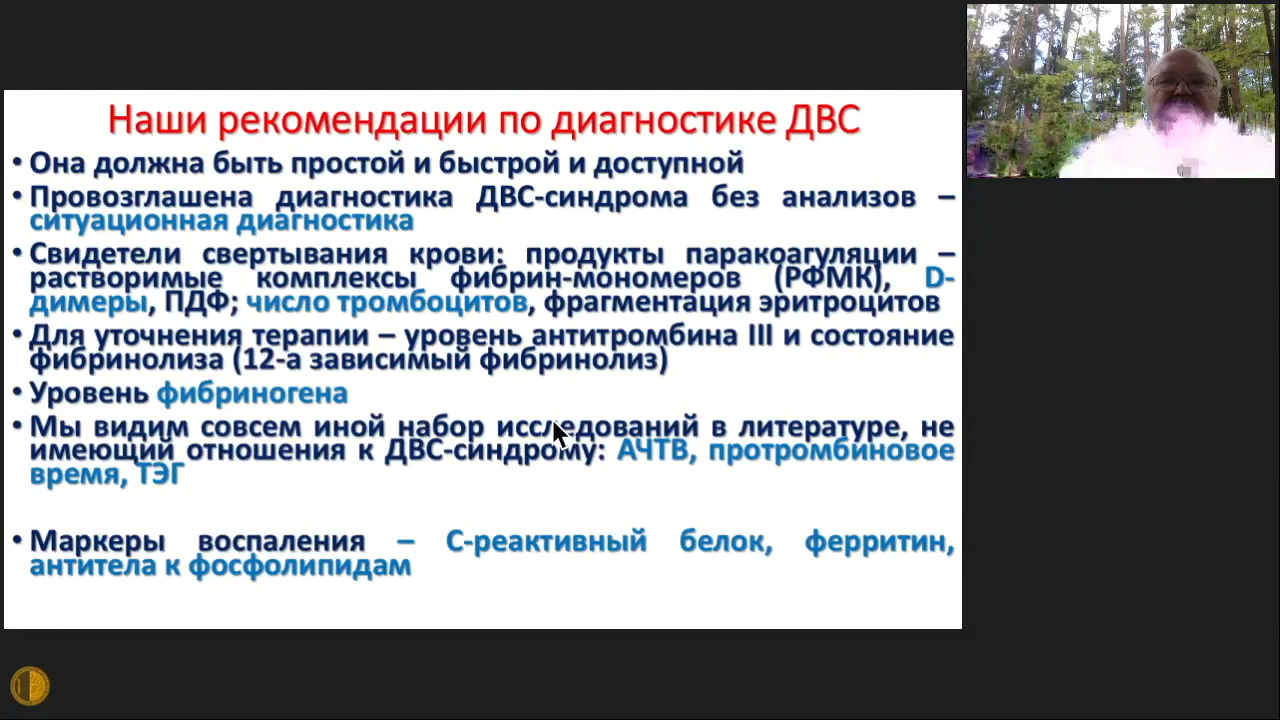 Наши рекомендации по диагностике ДВС
• Она должна быть простой и быстрой и доступной
• Провозглашена диагностика ДВС-синдрома без анализов –
ситуационная диагностика
• Свидетели свертывания крови: продукты паракоагуляции –
растворимые комплексы фибрин-мономеров (РФМК), D-
димеры, ПДФ; число тромбоцитов, фрагментация эритроцитов
• Для уточнения терапии – уровень антитромбина III и состояние
фибринолиза (12-а зависимый фибринолиз)
• Уровень фибриногена
• Мы видим совсем иной набор исследований в литературе, не
имеющий отношения к ДВС-синдрому: АЧТВ, протромбиновое
время, ТЭГ
• Маркеры воспаления – С-реактивный белок, ферритин,
антитела к фосфолипидам